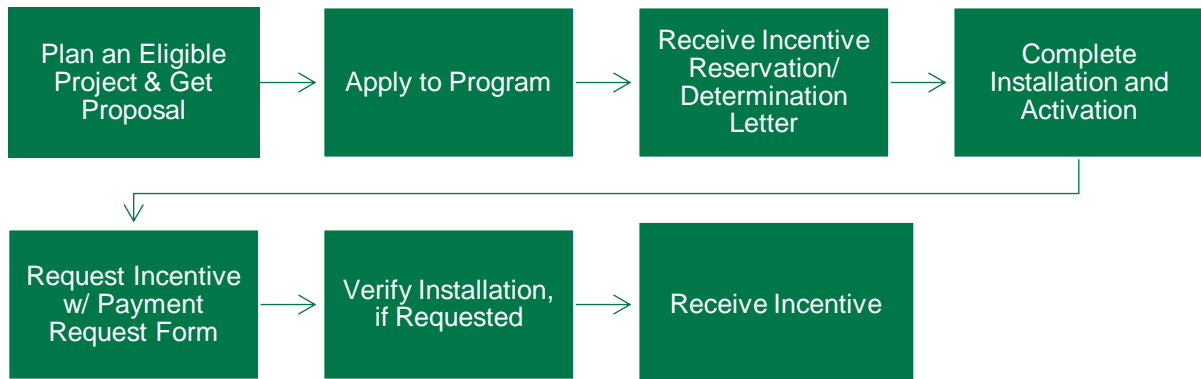 Plan an Eligible
Project & Get
Proposal
Apply to Program
Receive Incentive
Reservation/
Determination
Letter
Complete
Installation and
Activation
Request Incentive
w/ Payment
Request Form
Verify Installation,
if Requested
Receive Incentive